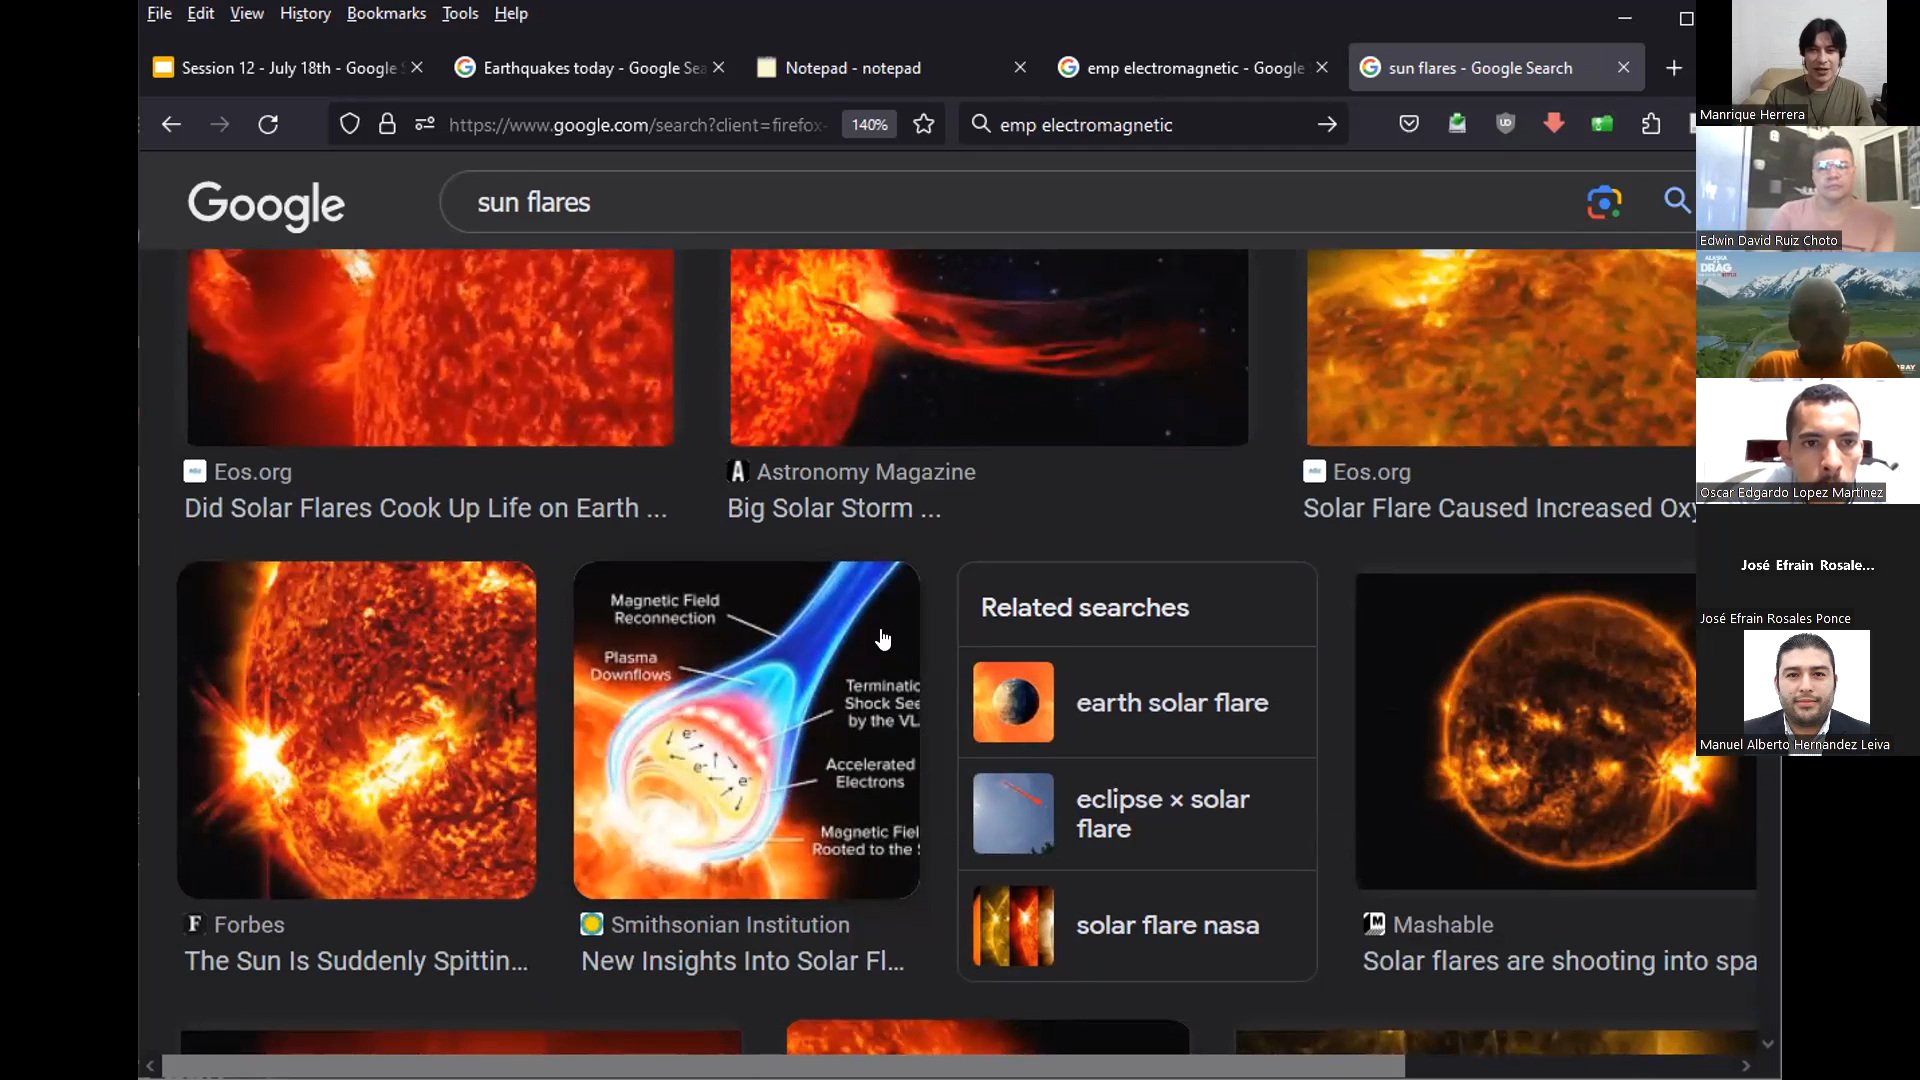 File Edit View History Bookmarks Tools Help
Session 12 - July 18th - Google S
Earthquakes today - Google Sea
Notepad - notepad
emp electromagnetic - Google
sun flares - Google Search
https://www.google.com/search?client=firefox-
140%
emp electromagnetic
Google
sun flares
Eos.org
Did Solar Flares Cook Up Life on Earth ...
Astronomy Magazine
Big Solar Storm ...
Eos.org
Solar Flare Caused Increased Oxy
Magnetic Field
Reconnection
Plasma
Downflows
Terminatic
Shock See
by the VL
Accelerated
Electrons
Magnetic Fiel
Rooted to the S
e-
e-
e-
Related searches
earth solar flare
eclipse × solar
flare
solar flare nasa
Forbes
The Sun Is Suddenly Spittin...
Smithsonian Institution
New Insights Into Solar Fl...
Mashable
Solar flares are shooting into spa
Manrique Herrera
Edwin David Ruiz Choto
ALASKA
DRAG
Oscar Edgardo Lopez Martinez
José Efrain Rosale...
José Efrain Rosales Ponce
Manuel Alberto Hernandez Leiva